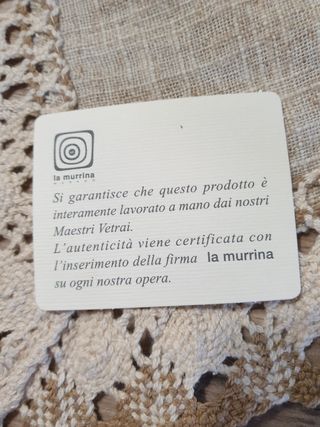 la murrina
MURANO
Si garantisce che questo prodotto è
interamente lavorato a mano dai nostri
Maestri Vetrai.
L'autenticità viene certificata con
l'inserimento della firma la murrina
su ogni nostra opera.